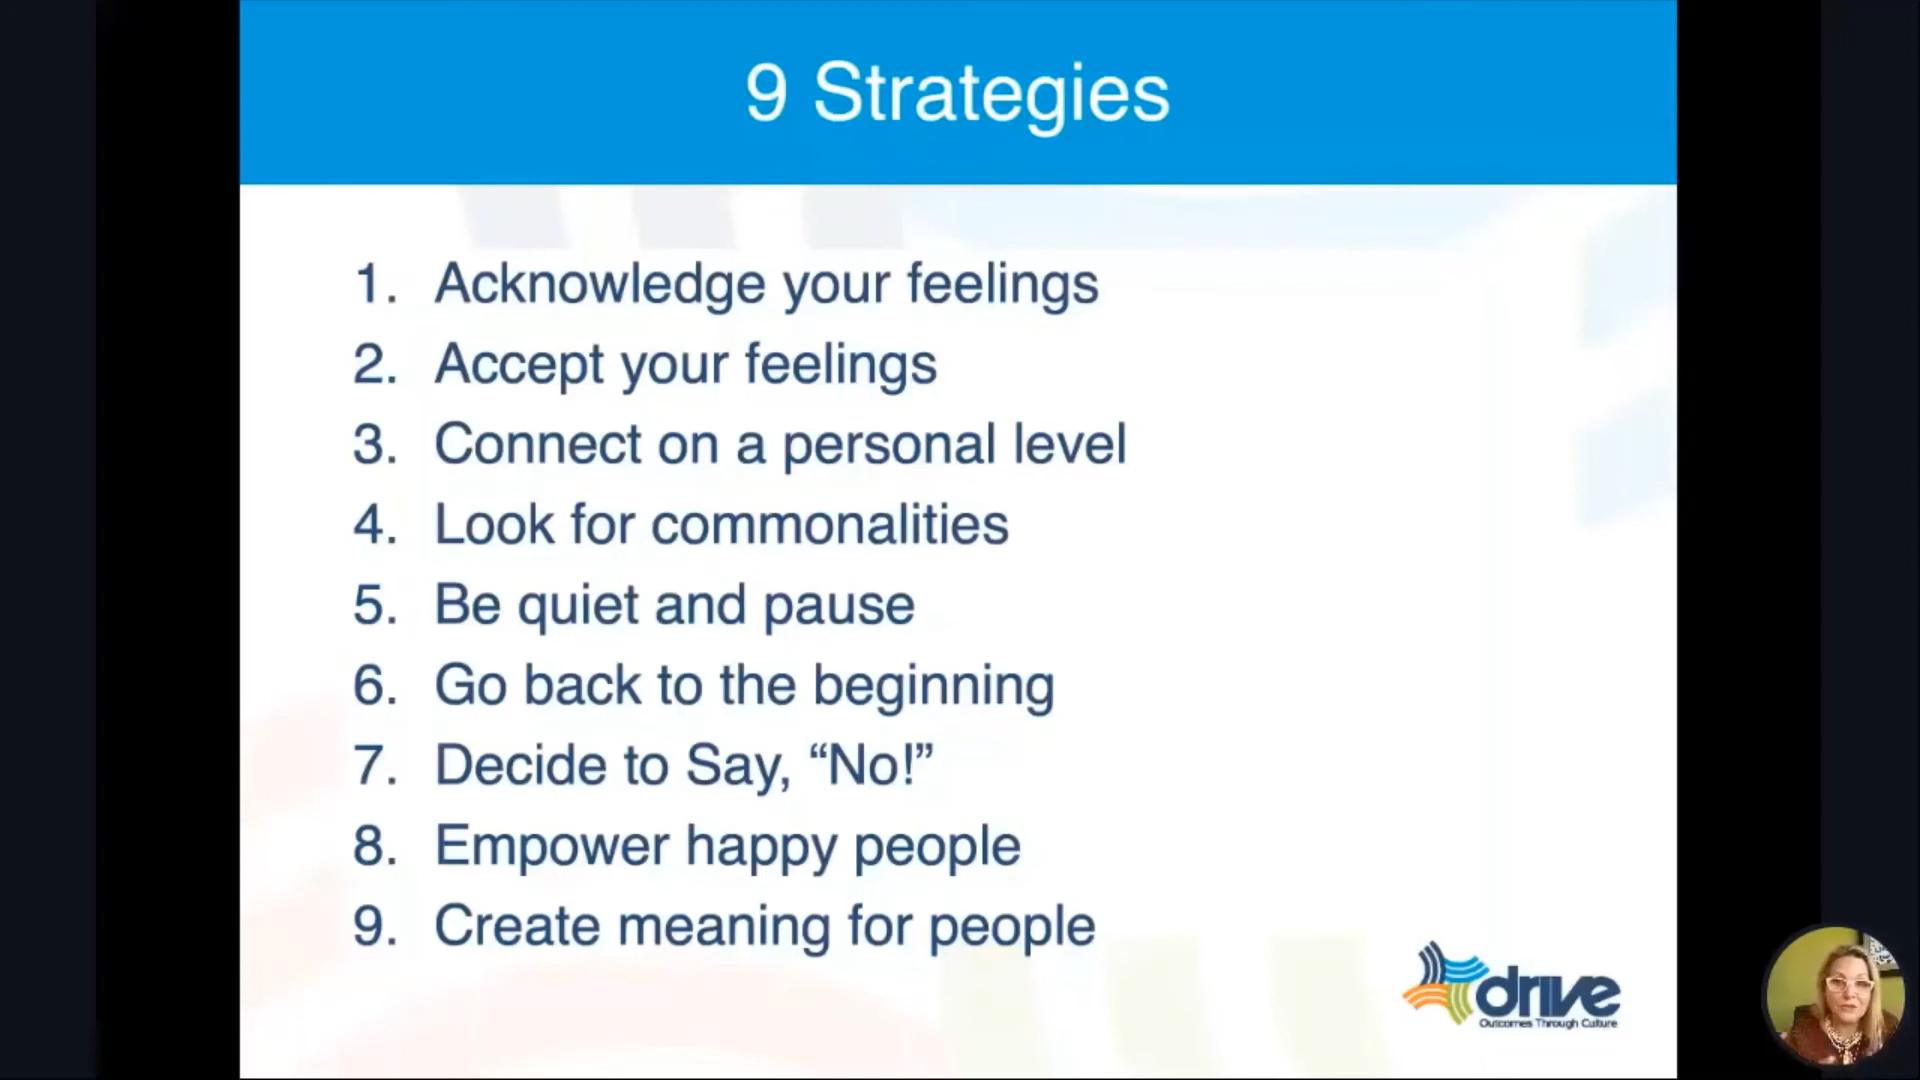 9 Strategies
1. Acknowledge your feelings
2. Accept your feelings
3. Connect on a personal level
4. Look for commonalities
5. Be quiet and pause
6. Go back to the beginning
7. Decide to Say, “No!”
8. Empower happy people
9. Create meaning for people
drive
Outcomes Through Culture